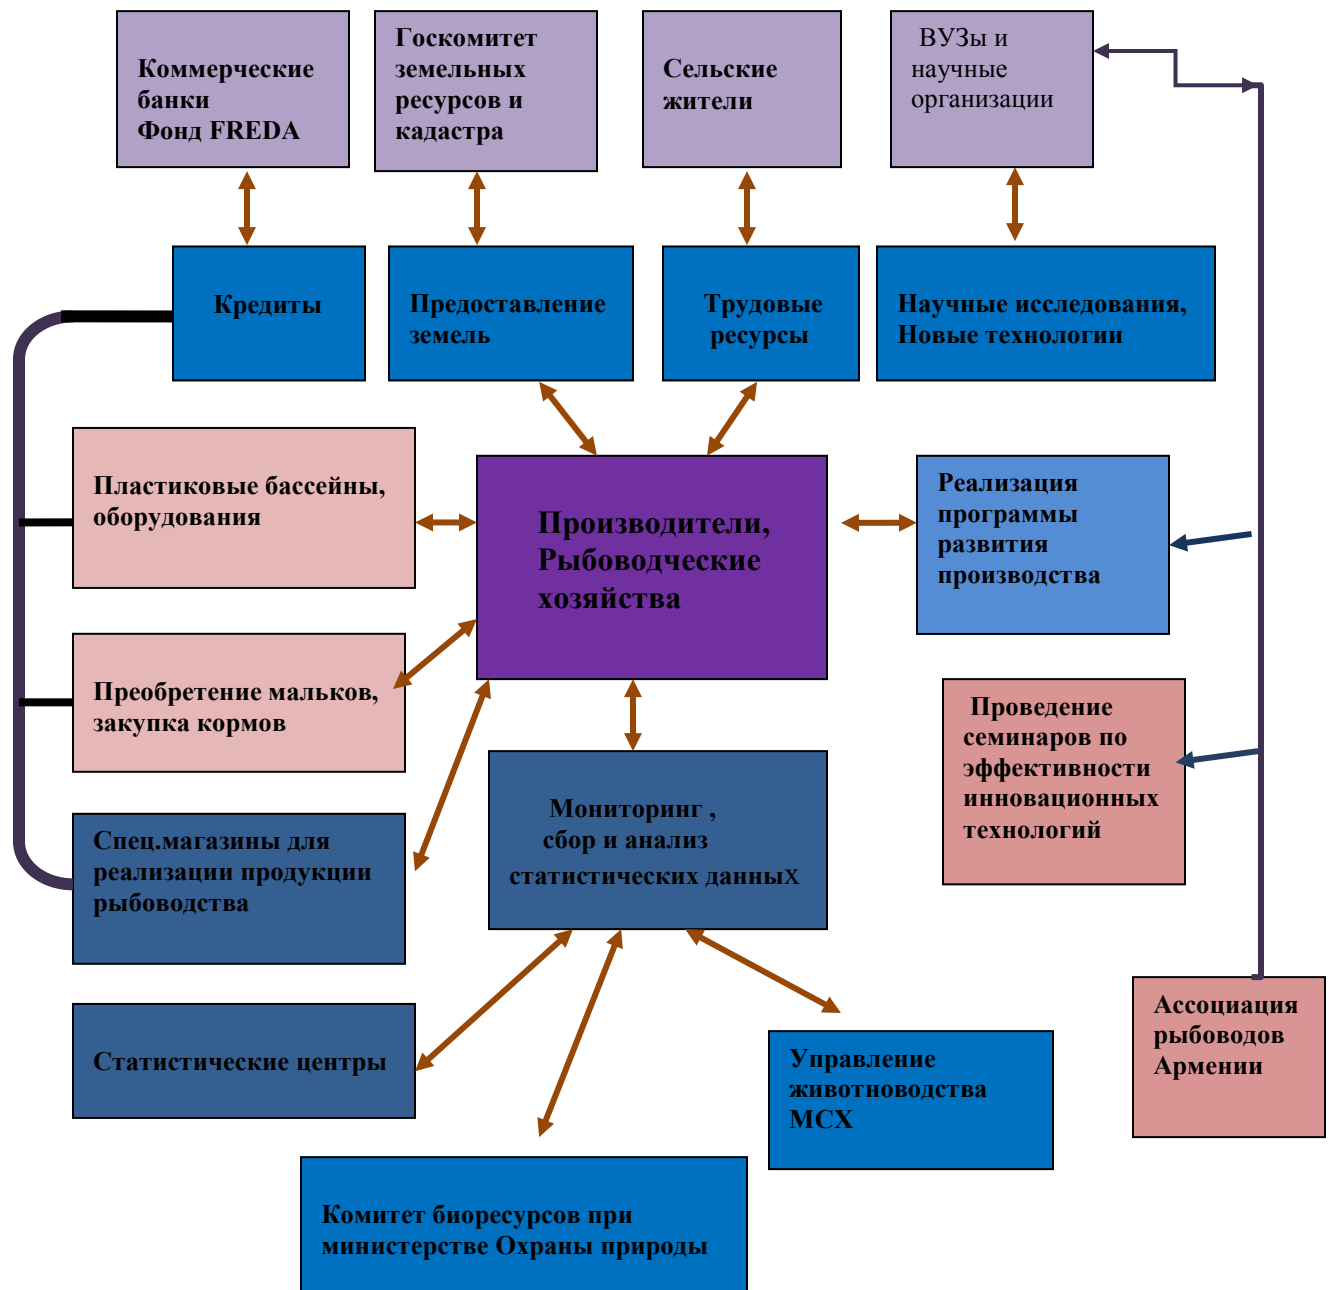 Коммерческие
банки
Фонд FREDA
Госкомитет
земельных
ресурсов и
кадастра
Сельские
жители
ВУЗы и
научные
организации
Кредиты
Предоставление
земель
Трудовые
ресурсы
Научные исследования,
Новые технологии
Пластиковые бассейны,
оборудования
Производители,
Рыбоводческие
хозяйства
Реализация
программы
развития
производства
Преобретение мальков,
закупка кормов
Проведение
семинаров по
эффективности
инновационных
технологий
Мониторинг ,
сбор и анализ
статистических данных
Спец.магазины для
реализации продукции
рыбоводства
Ассоциация
рыбоводов
Армении
Статистические центры
Управление
животноводства
МСХ
Комитет биоресурсов при
министерстве Охраны природы